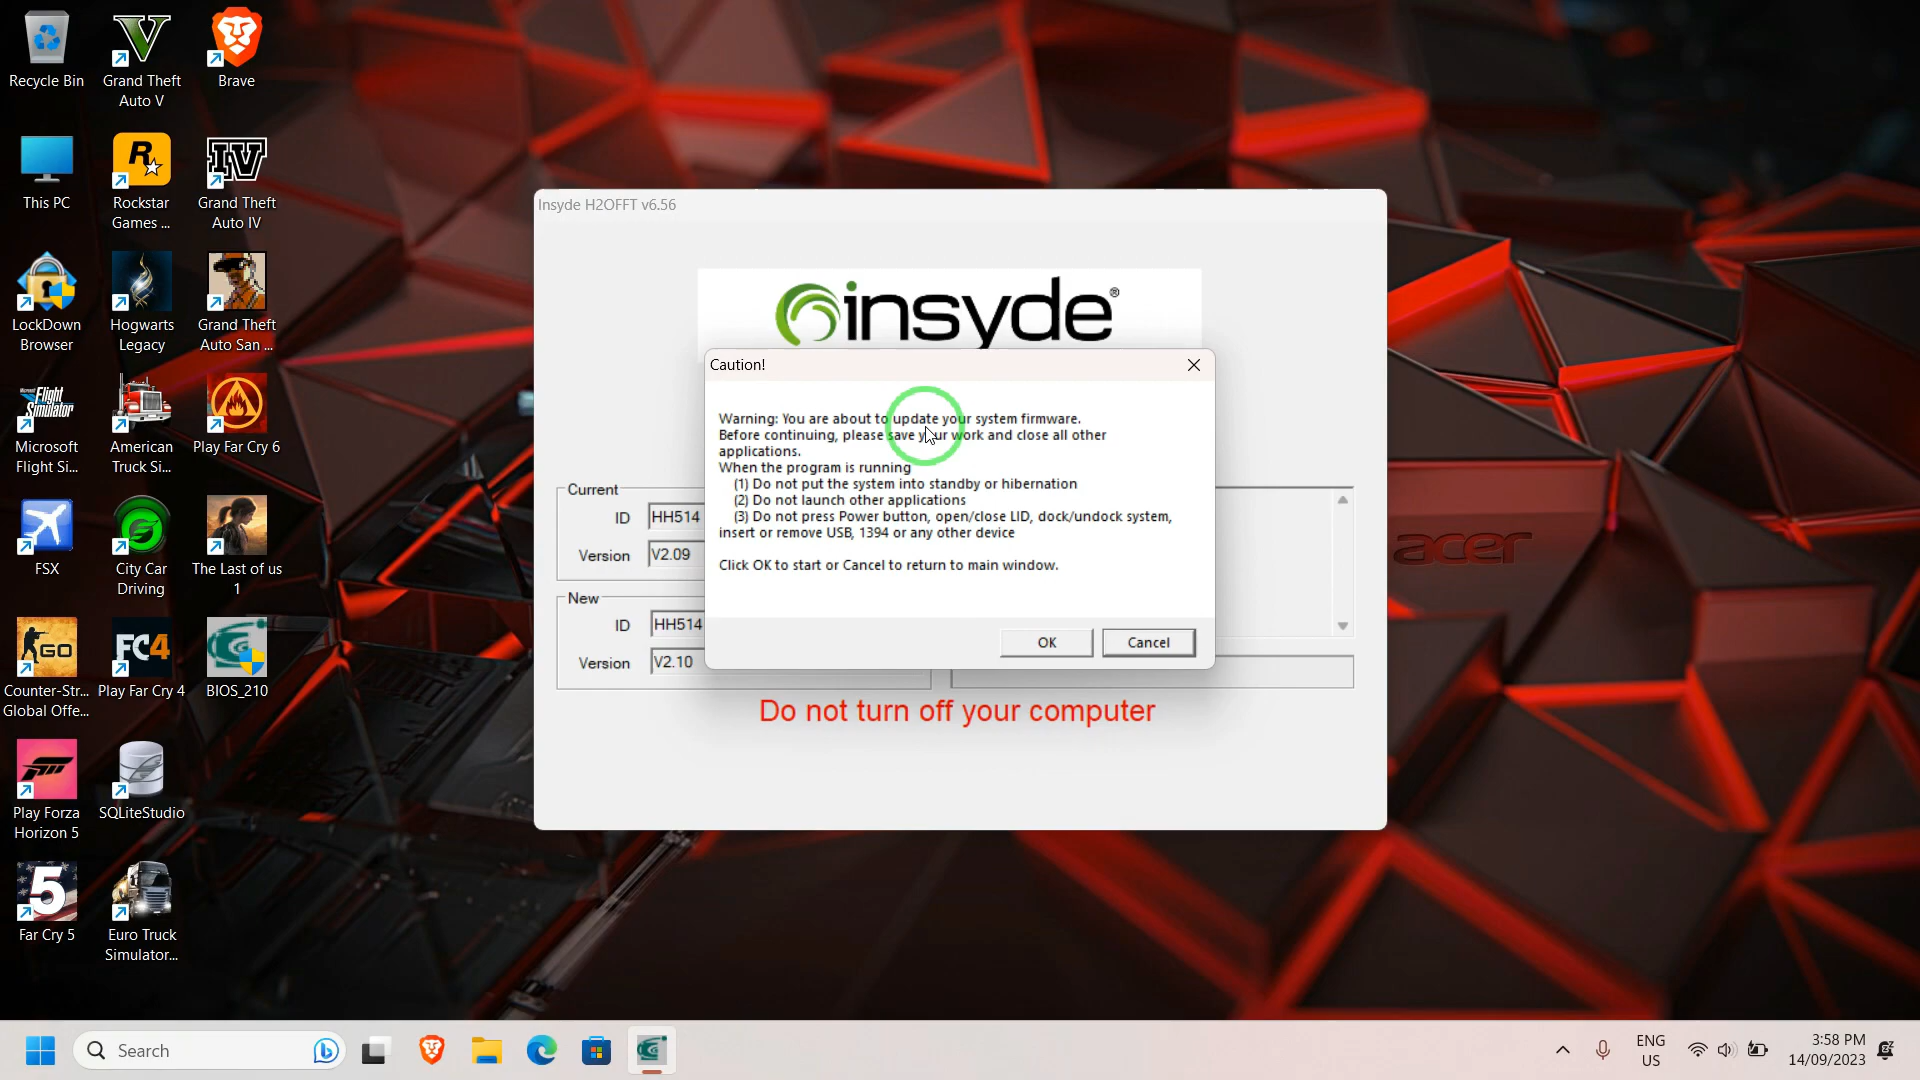 Recycle Bin
Grand Theft
Auto V
Brave
This PC
Rockstar
Games ...
Grand Theft
Auto IV
LockDown
Browser
Hogwarts
Legacy
Grand Theft
Auto San ...
Microsoft
Flight Si...
American
Truck Si...
Play Far Cry 6
FSX
City Car
Driving
The Last of us
1
Counter-Str...
Global Offe...
Play Far Cry 4
BIOS_210
Play Forza
Horizon 5
SQLiteStudio
Far Cry 5
Euro Truck
Simulator...
Insyde H2OFFT v6.56
insyde®
Caution!
Warning: You are about to update your system firmware.
Before continuing, please save your work and close all other
applications.
When the program is running
(1) Do not put the system into standby or hibernation
(2) Do not launch other applications
(3) Do not press Power button, open/close LID, dock/undock system,
insert or remove USB, 1394 or any other device
Click OK to start or Cancel to return to main window.
OK
Cancel
Current
ID
HH514
Version
V2.09
New
ID
HH514
Version
V2.10
Do not turn off your computer
acer
Search
ENG
US
3:58 PM
14/09/2023